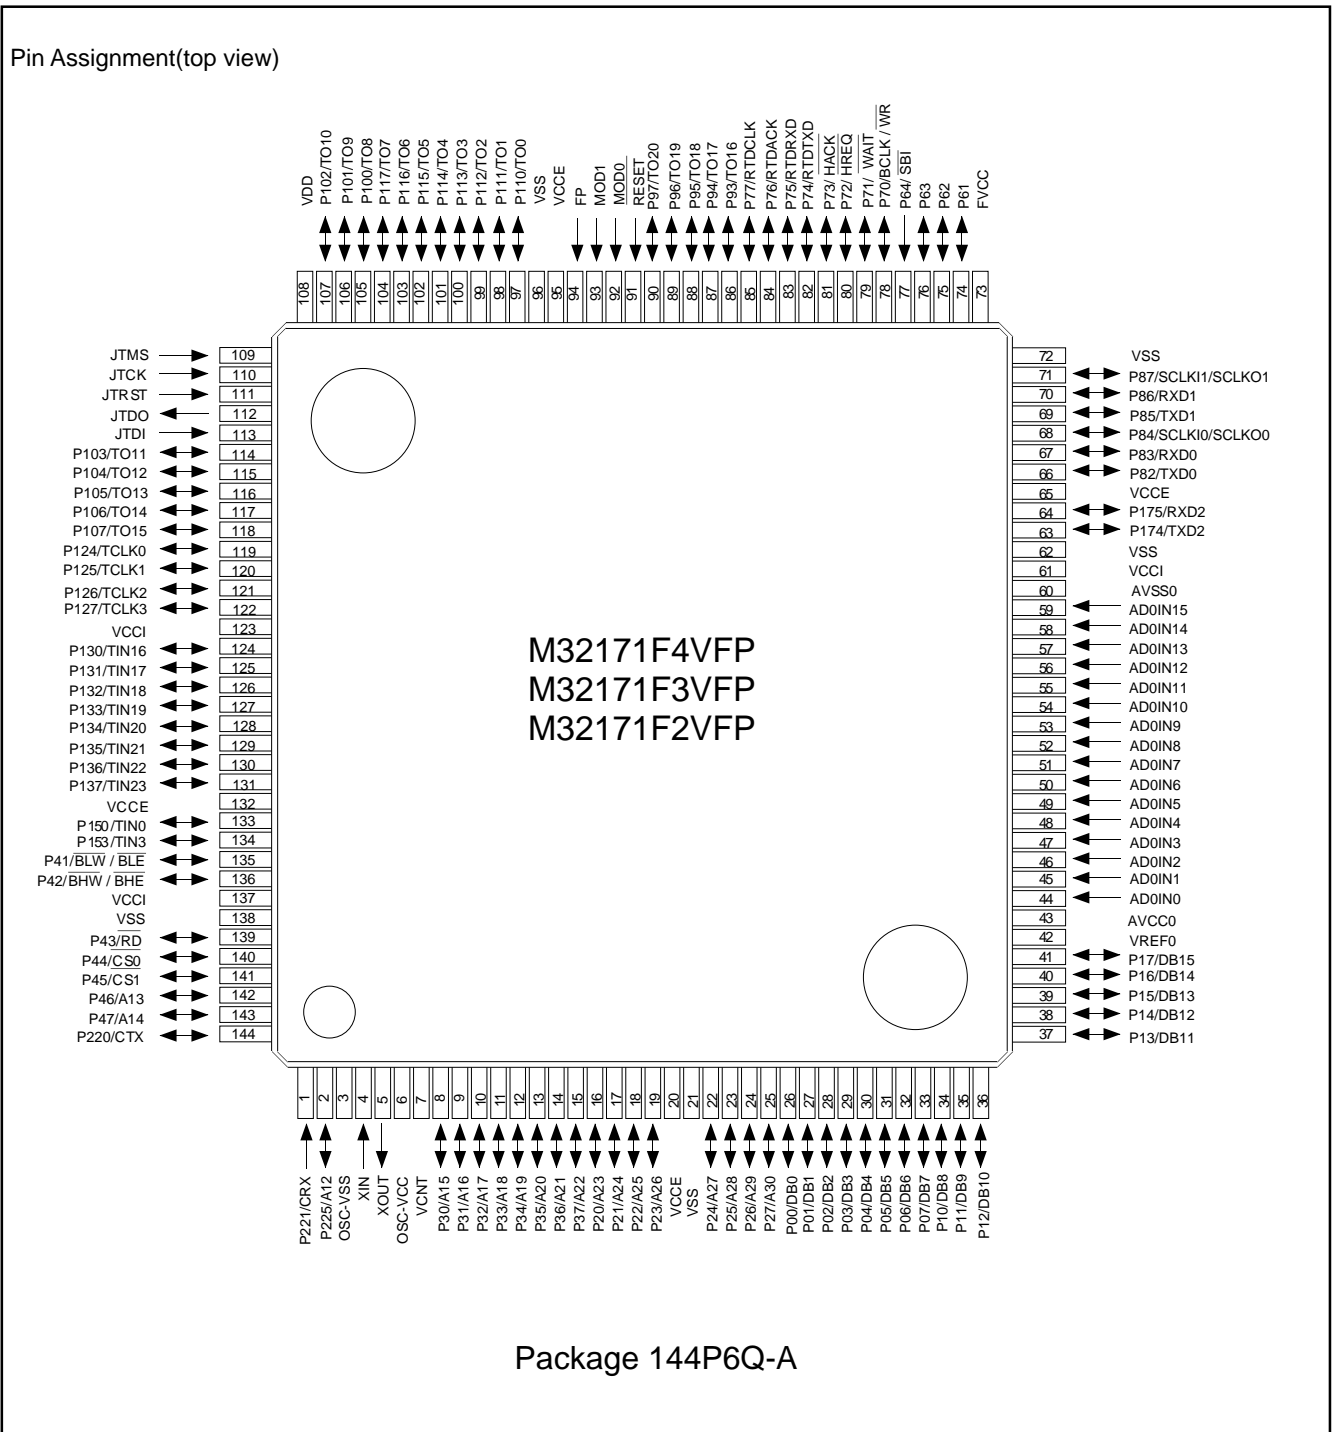 Pin Assignment(top view)
VDD
P102/TO10
P101/TO9
P100/TO8
P117/TO7
P116/TO6
P115/TO5
P114/TO4
P113/TO3
P112/TO2
P111/TO1
P110/TO0
VSS
VCCE
FP
MOD1
MOD0
RESET
P97/TO20
P96/TO19
P95/TO18
P94/TO17
P93/TO16
P77/RTDCLK
P76/RTDACK
P75/RTDRXD
P74/RTDTXD
P73/ HACK
P72/ HREQ
P71/ WAIT
P70/BCLK / WR
P64/ SBI
P63
P62
P61
FVCC
108
107
106
105
104
103
102
101
100
99
98
97
96
95
94
93
92
91
90
89
88
87
86
85
84
83
82
81
80
79
78
77
76
75
74
73
JTMS 109
JTCK 110
JTRST 111
JTDO 112
JTDI 113
P103/TO11 114
P104/TO12 115
P105/TO13 116
P106/TO14 117
P107/TO15 118
P124/TCLK0 119
P125/TCLK1 120
P126/TCLK2 121
P127/TCLK3 122
VCCI 123
P130/TIN16 124
P131/TIN17 125
P132/TIN18 126
P133/TIN19 127
P134/TIN20 128
P135/TIN21 129
P136/TIN22 130
P137/TIN23 131
VCCE 132
P150/TIN0 133
P153/TIN3 134
P41/BLW / BLE 135
P42/BHW / BHE 136
VCCI 137
VSS 138
P43/RD 139
P44/CS0 140
P45/CS1 141
P46/A13 142
P47/A14 143
P220/CTX 144
M32171F4VFP
M32171F3VFP
M32171F2VFP
72 VSS
71 P87/SCLKI1/SCLKO1
70 P86/RXD1
69 P85/TXD1
68 P84/SCLKI0/SCLKO0
67 P83/RXD0
66 P82/TXD0
65 VCCE
64 P175/RXD2
63 P174/TXD2
62 VSS
61 VCCI
60 AVSS0
59 AD0IN15
58 AD0IN14
57 AD0IN13
56 AD0IN12
55 AD0IN11
54 AD0IN10
53 AD0IN9
52 AD0IN8
51 AD0IN7
50 AD0IN6
49 AD0IN5
48 AD0IN4
47 AD0IN3
46 AD0IN2
45 AD0IN1
44 AD0IN0
43 AVCC0
42 VREF0
41 P17/DB15
40 P16/DB14
39 P15/DB13
38 P14/DB12
37 P13/DB11
1
2
3
4
5
6
7
8
9
10
11
12
13
14
15
16
17
18
19
20
21
22
23
24
25
26
27
28
29
30
31
32
33
34
35
36
P221/CRX
P225/A12
OSC-VSS
XIN
XOUT
OSC-VCC
VCNT
P30/A15
P31/A16
P32/A17
P33/A18
P34/A19
P35/A20
P36/A21
P37/A22
P20/A23
P21/A24
P22/A25
P23/A26
VCCE
VSS
P24/A27
P25/A28
P26/A29
P27/A30
P00/DB0
P01/DB1
P02/DB2
P03/DB3
P04/DB4
P05/DB5
P06/DB6
P07/DB7
P10/DB8
P11/DB9
P12/DB10
Package 144P6Q-A